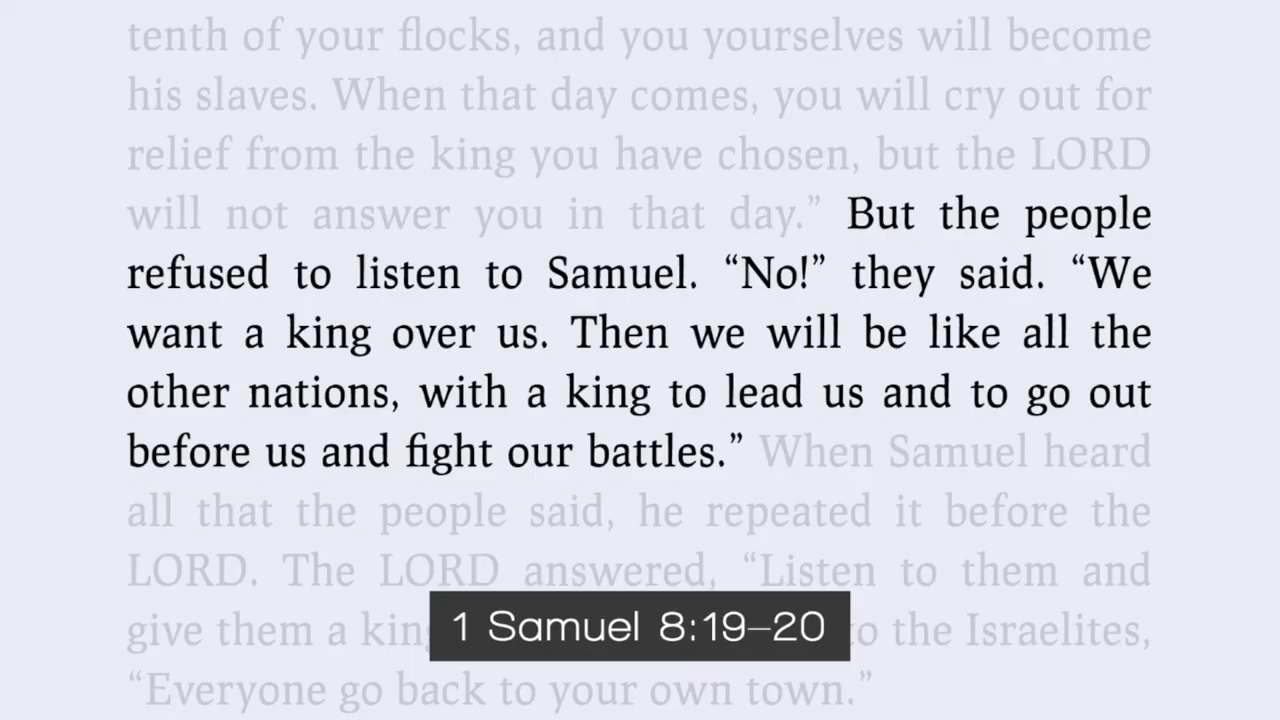 tenth of your flocks, and you yourselves will become
his slaves. When that day comes, you will cry out for
relief from the king you have chosen, but the LORD
will not answer you in that day.” But the people
refused to listen to Samuel. “No!” they said. “We
want a king over us. Then we will be like all the
other nations, with a king to lead us and to go out
before us and fight our battles.” When Samuel heard
all that the people said, he repeated it before the
LORD. The LORD answered, “Listen to them and
give them a to the Israelites,
1 Samuel 8:19–20
“Everyone go back to your own town.”